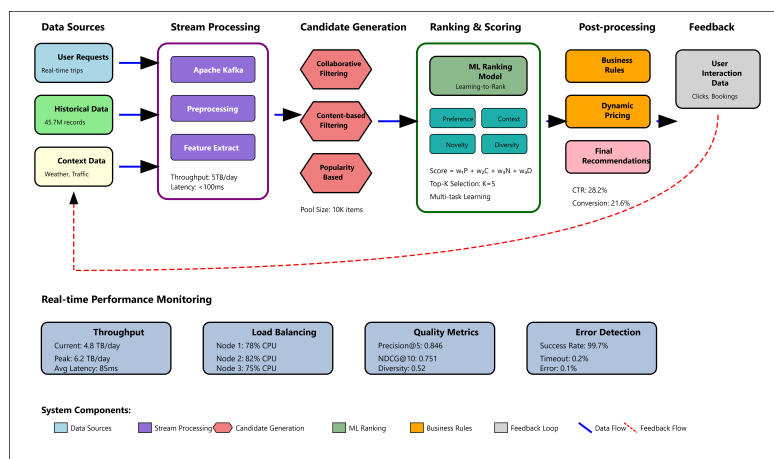 Data Sources
Stream Processing
Candidate Generation
Ranking & Scoring
Post-processing
Feedback
User Requests
Real-time trips
Historical Data
45.7M records
Context Data
Weather, Traffic
Apache Kafka
Preprocessing
Feature Extract
Throughput: 5TB/day
Latency: <100ms
Collaborative
Filtering
Content-based
Filtering
Popularity
Based
Pool Size: 10K items
ML Ranking
Model
Learning-to-Rank
Preference
Context
Novelty
Diversity
Score = w₁P + w₂C + w₃N + w₄D
Top-K Selection: K=5
Multi-task Learning
Business
Rules
Dynamic
Pricing
Final
Recommendations
CTR: 28.2%
Conversion: 21.6%
User
Interaction
Data
Clicks, Bookings
Real-time Performance Monitoring
Throughput
Current: 4.8 TB/day
Peak: 6.2 TB/day
Avg Latency: 85ms
Load Balancing
Node 1: 78% CPU
Node 2: 82% CPU
Node 3: 75% CPU
Quality Metrics
Precision@5: 0.846
NDCG@10: 0.751
Diversity: 0.52
Error Detection
Success Rate: 99.7%
Timeout: 0.2%
Error: 0.1%
System Components:
Data Sources
Stream Processing
Candidate Generation
ML Ranking
Business Rules
Feedback Loop
Data Flow
Feedback Flow